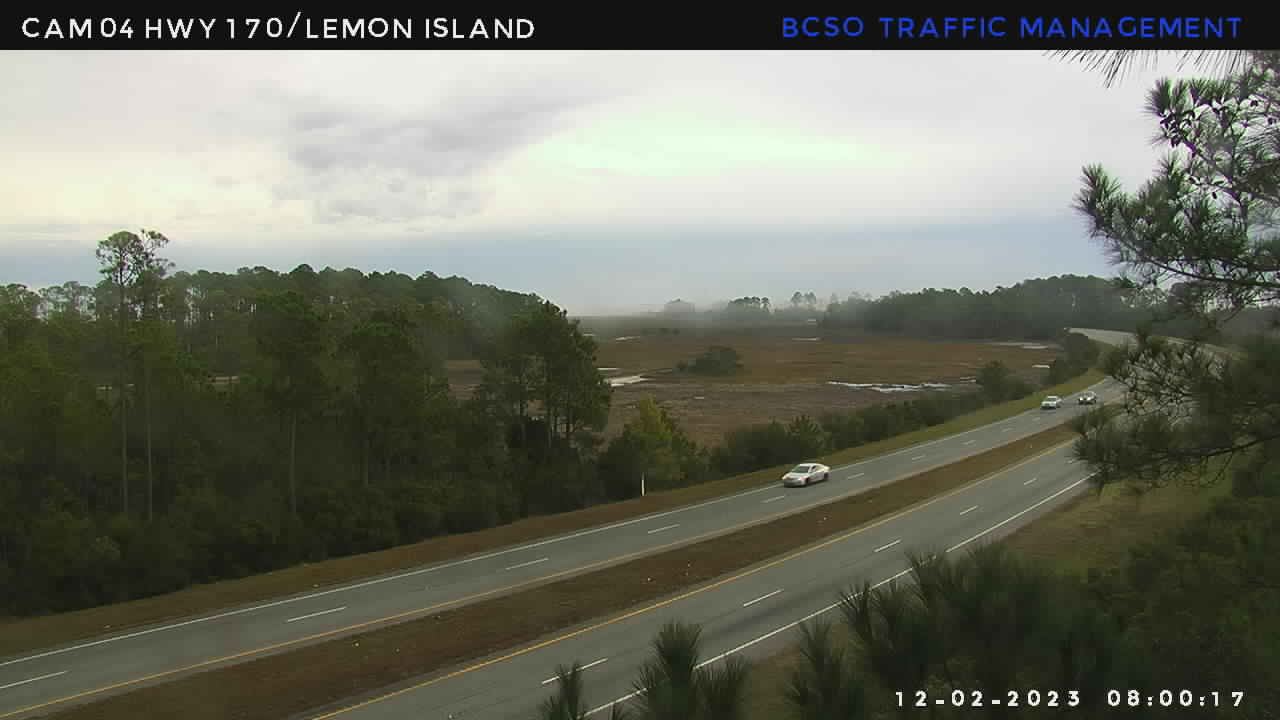 CAM04 HWY 170/LEMON ISLAND
BCSO TRAFFIC MANAGEMENT
12-02-2023 08:00:17